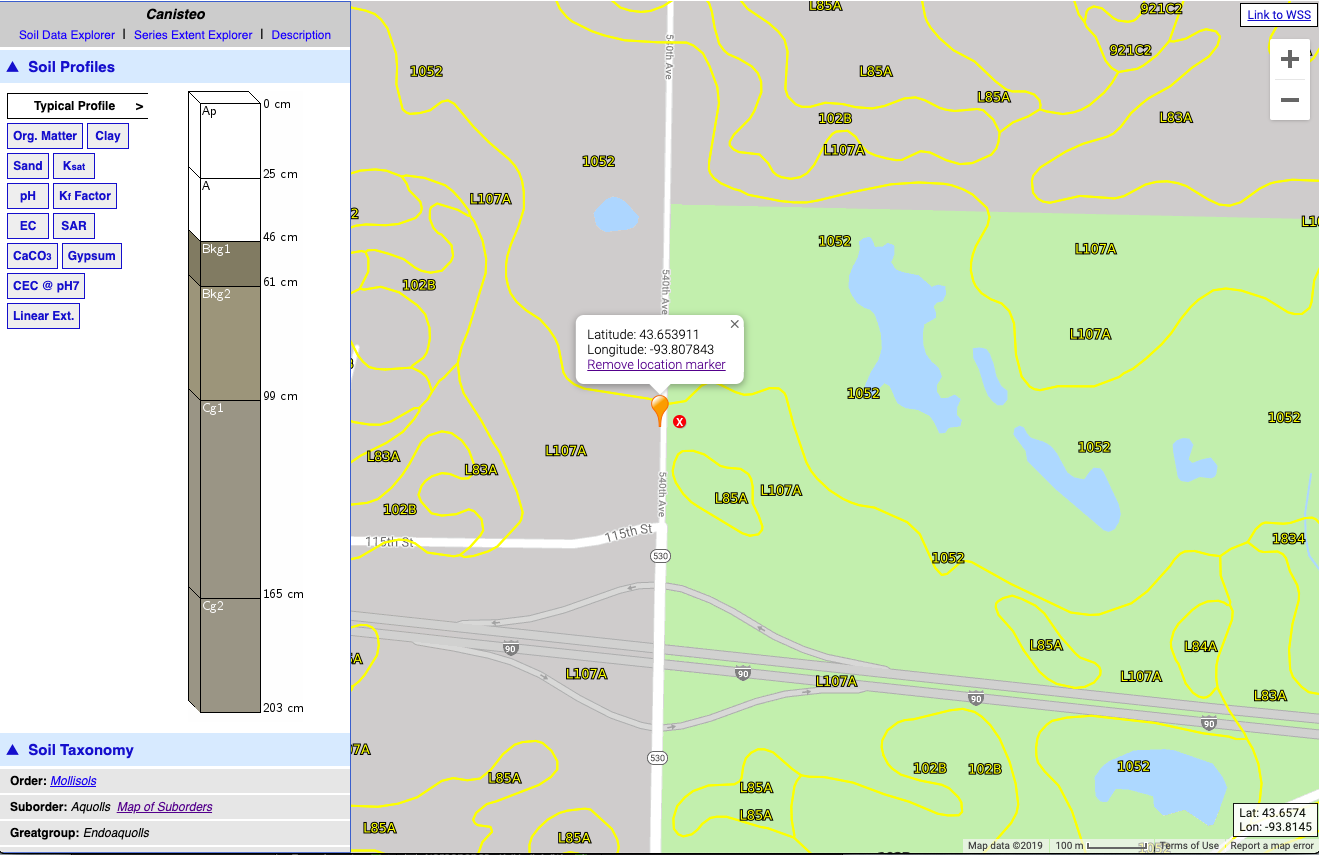 Canisteo
Soil Data Explorer | Series Extent Explorer | Description
Soil Profiles
Typical Profile >
Org. Matter Clay
Sand Ksat
pH Kf Factor
EC SAR
CaCO3 Gypsum
CEC @ pH7
Linear Ext.
Ap
0 cm
25 cm
A
46 cm
Bkg1
61 cm
Bkg2
99 cm
Cg1
165 cm
Cg2
203 cm
Soil Taxonomy
Order: Mollisols
Suborder: Aquolls Map of Suborders
Greatgroup: Endoaquolls
L85A
921C2
Link to WSS
540th Ave
921C2
1052
L85A
L85A
102B
L83A
L107A
1052
L107A
1052
L107A
540th Ave
102B
L107A
Latitude: 43.653911
Longitude: -93.807843
Remove location marker
1052
1052
X
L107A
1052
L83A
L83A
L107A
L85A
540th Ave
102B
115th St
115th St
530
1052
1834
90
L107A
90
L107A
L85A
L84A
L107A
90
L83A
90
530
1052
102B
102B
L85A
L85A
L85A
L85A
L85A
Lat: 43.6574
Lon: -93.8145
Map data ©2019 100 m Terms of Use Report a map error